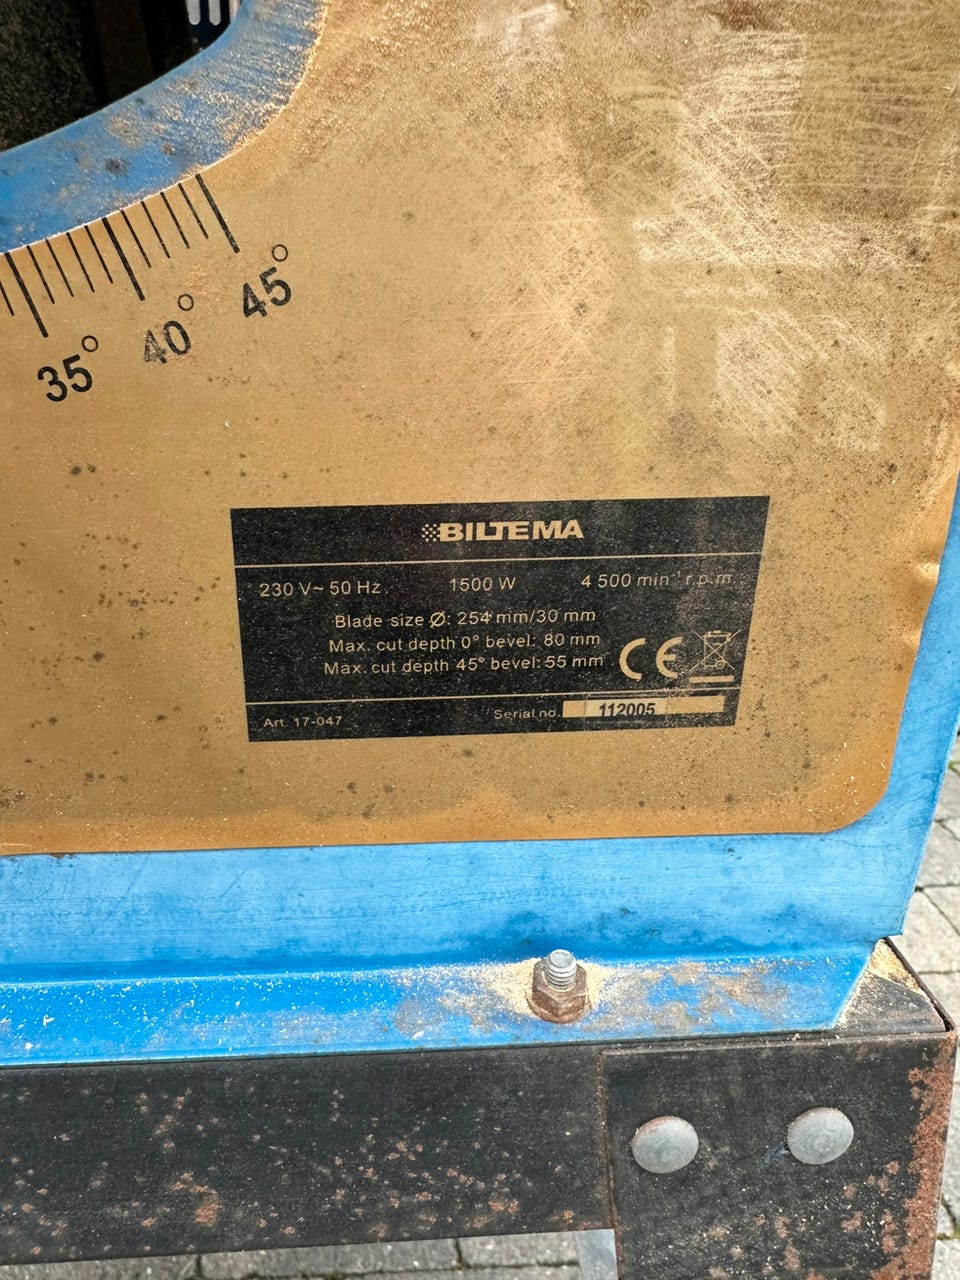 35° 40° 45°
BILTEMA
230 V~ 50 Hz 1500 W 4 500 min⁻¹ r.p.m.
Blade size Ø: 254 mm/30 mm
Max. cut depth 0° bevel: 80 mm
Max. cut depth 45° bevel: 55 mm
CE
Art. 17-047 Serial no. 112005